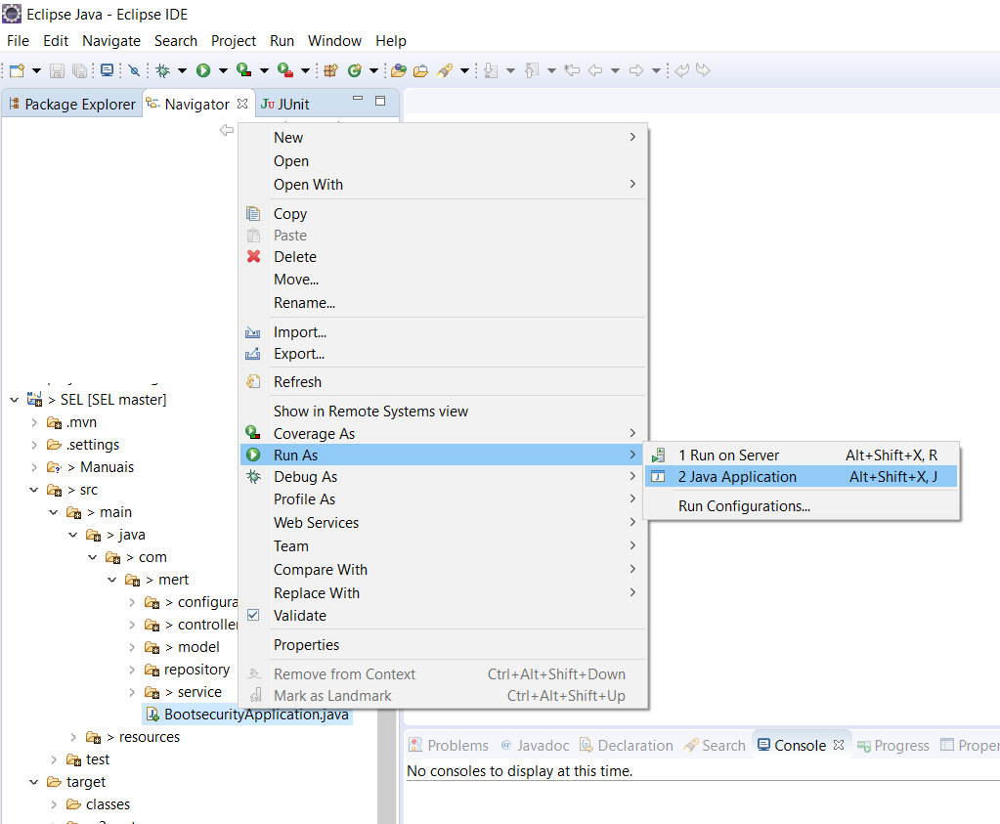 Eclipse Java - Eclipse IDE
File Edit Navigate Search Project Run Window Help
Package Explorer Navigator JUnit
New
Open
Open With
Copy
Paste
Delete
Move...
Rename...
Import...
Export...
Refresh
Show in Remote Systems view
Coverage As
Run As
Debug As
Profile As
Web Services
Team
Compare With
Replace With
Validate
Properties
Remove from Context Ctrl+Alt+Shift+Down
Mark as Landmark Ctrl+Alt+Shift+Up
1 Run on Server Alt+Shift+X, R
2 Java Application Alt+Shift+X, J
Run Configurations...
> SEL [SEL master]
.mvn
.settings
> Manuais
> src
> main
> java
> com
> mert
> configura
> controller
> model
repository
> service
BootsecurityApplication.java
> resources
test
target
classes
Problems @ Javadoc Declaration Search Console Progress Proper
No consoles to display at this time.